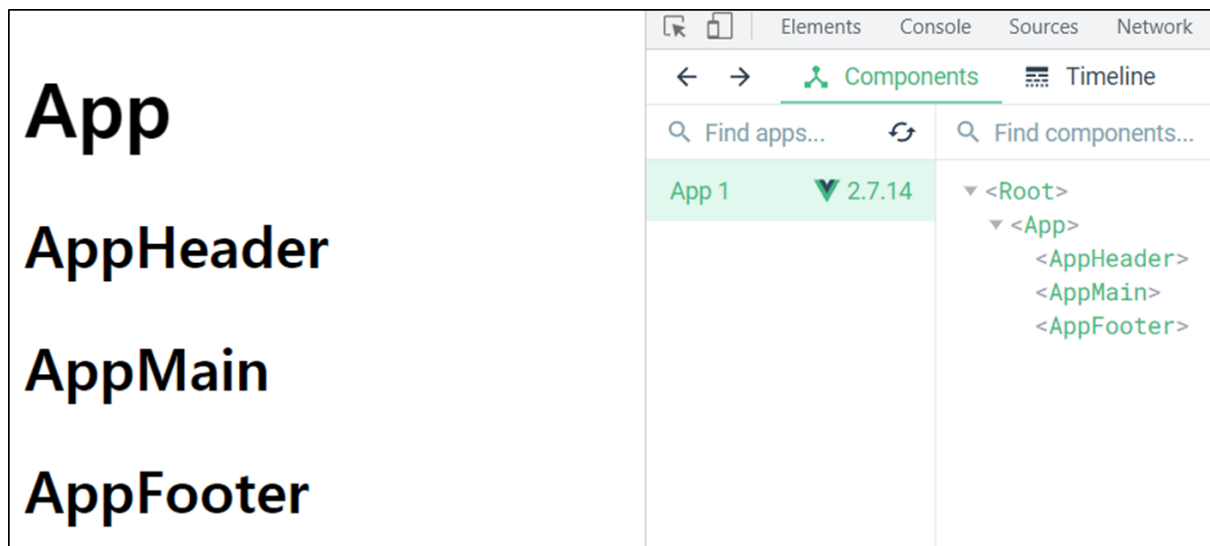 App
AppHeader
AppMain
AppFooter
Elements Console Sources Network
Components Timeline
Find apps... Find components...
App 1 2.7.14
<Root>
<App>
<AppHeader>
<AppMain>
<AppFooter>